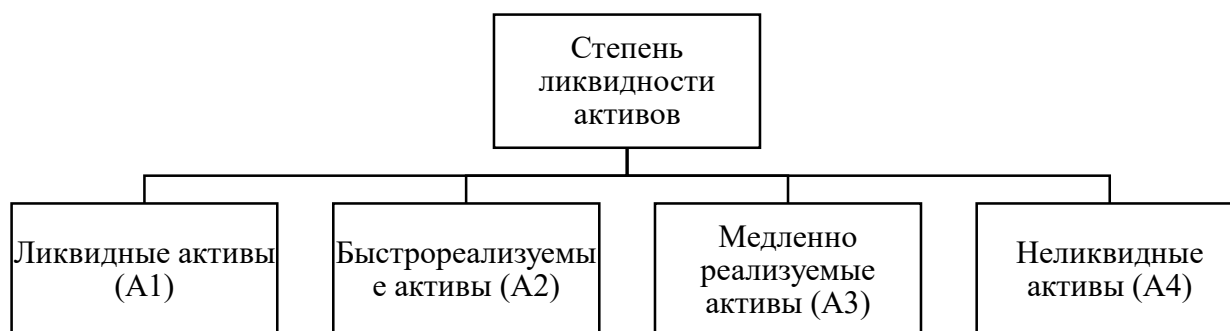 Степень
ликвидности
активов
Ликвидные активы
(А1)
Быстрореализуемы
е активы (А2)
Медленно
реализуемые
активы (А3)
Неликвидные
активы (А4)